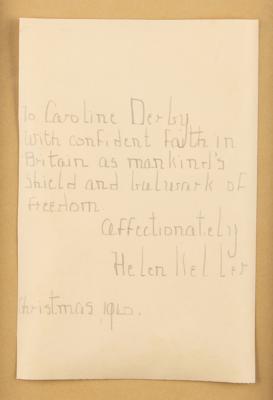 To Caroline Derby
with confident faith in
Britain as mankind's
shield and bulwark of
freedom.
affectionately
Helen Keller
Christmas, 1940.